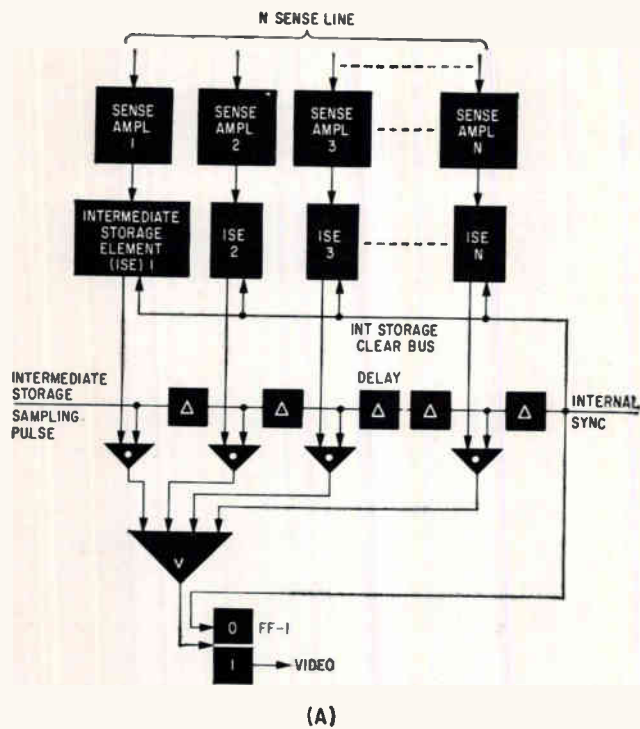 N SENSE LINE
SENSE AMPL 1
SENSE AMPL 2
SENSE AMPL 3
SENSE AMPL N
INTERMEDIATE STORAGE ELEMENT (ISE) 1
ISE 2
ISE 3
ISE N
INT STORAGE CLEAR BUS
INTERMEDIATE STORAGE SAMPLING PULSE
DELAY
Δ
Δ
Δ
Δ
Δ
INTERNAL SYNC
V
0
FF-1
1
VIDEO
(A)